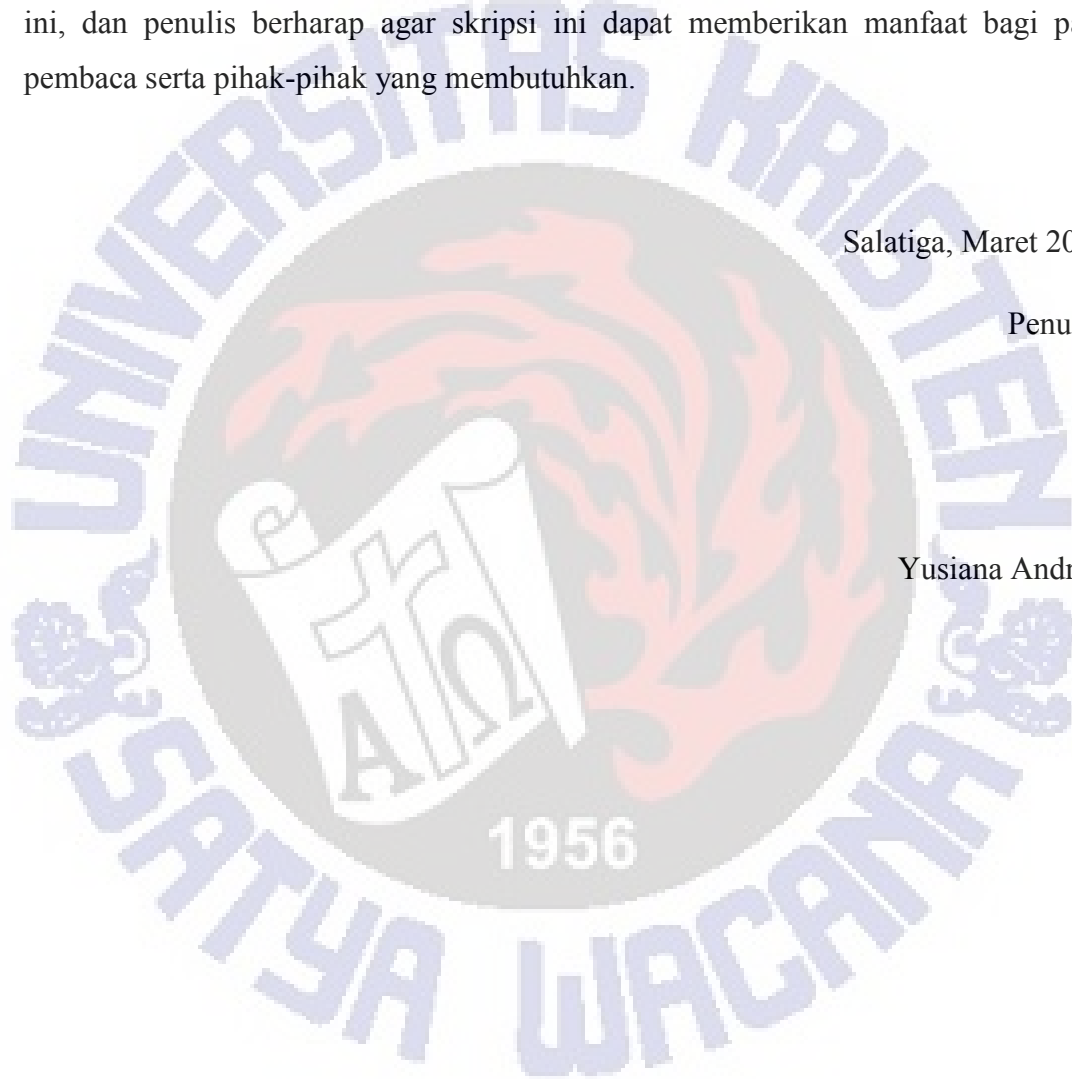 ini, dan penulis berharap agar skripsi ini dapat memberikan manfaat bagi pa
pembaca serta pihak-pihak yang membutuhkan.
Salatiga, Maret 20
Penu
Yusiana Andr
UNIVERSITAS KRISTEN
SATYA WACANA
Α Ω
1956